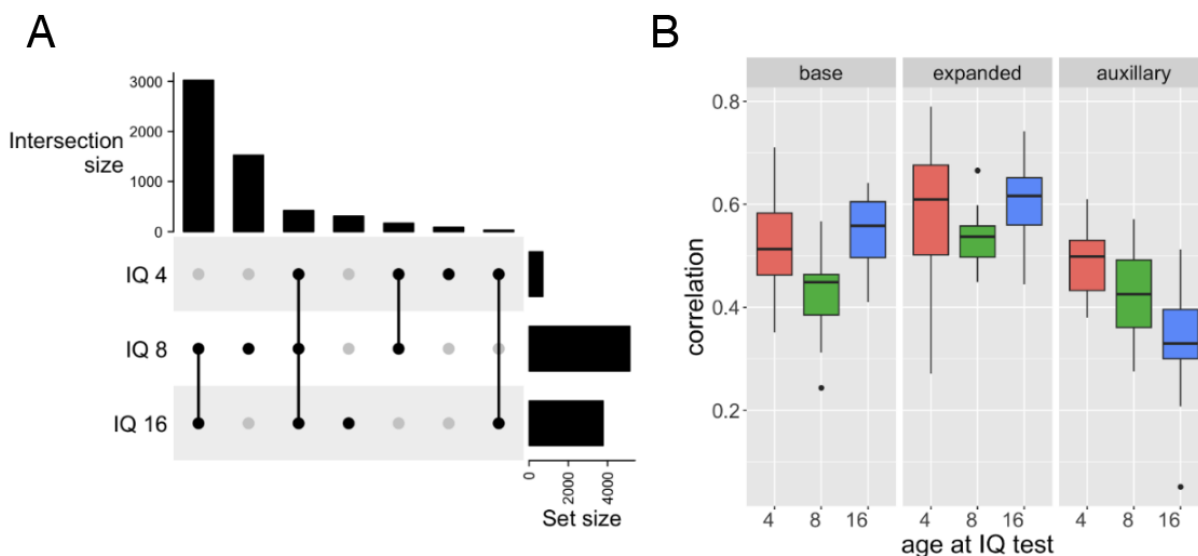 A
3000
2000
1000
0
Intersection
size
IQ 4
IQ 8
IQ 16
0
2000
4000
Set size
B
base
expanded
auxillary
0.8
0.6
0.4
0.2
correlation
4
8
16
4
8
16
4
8
16
age at IQ test